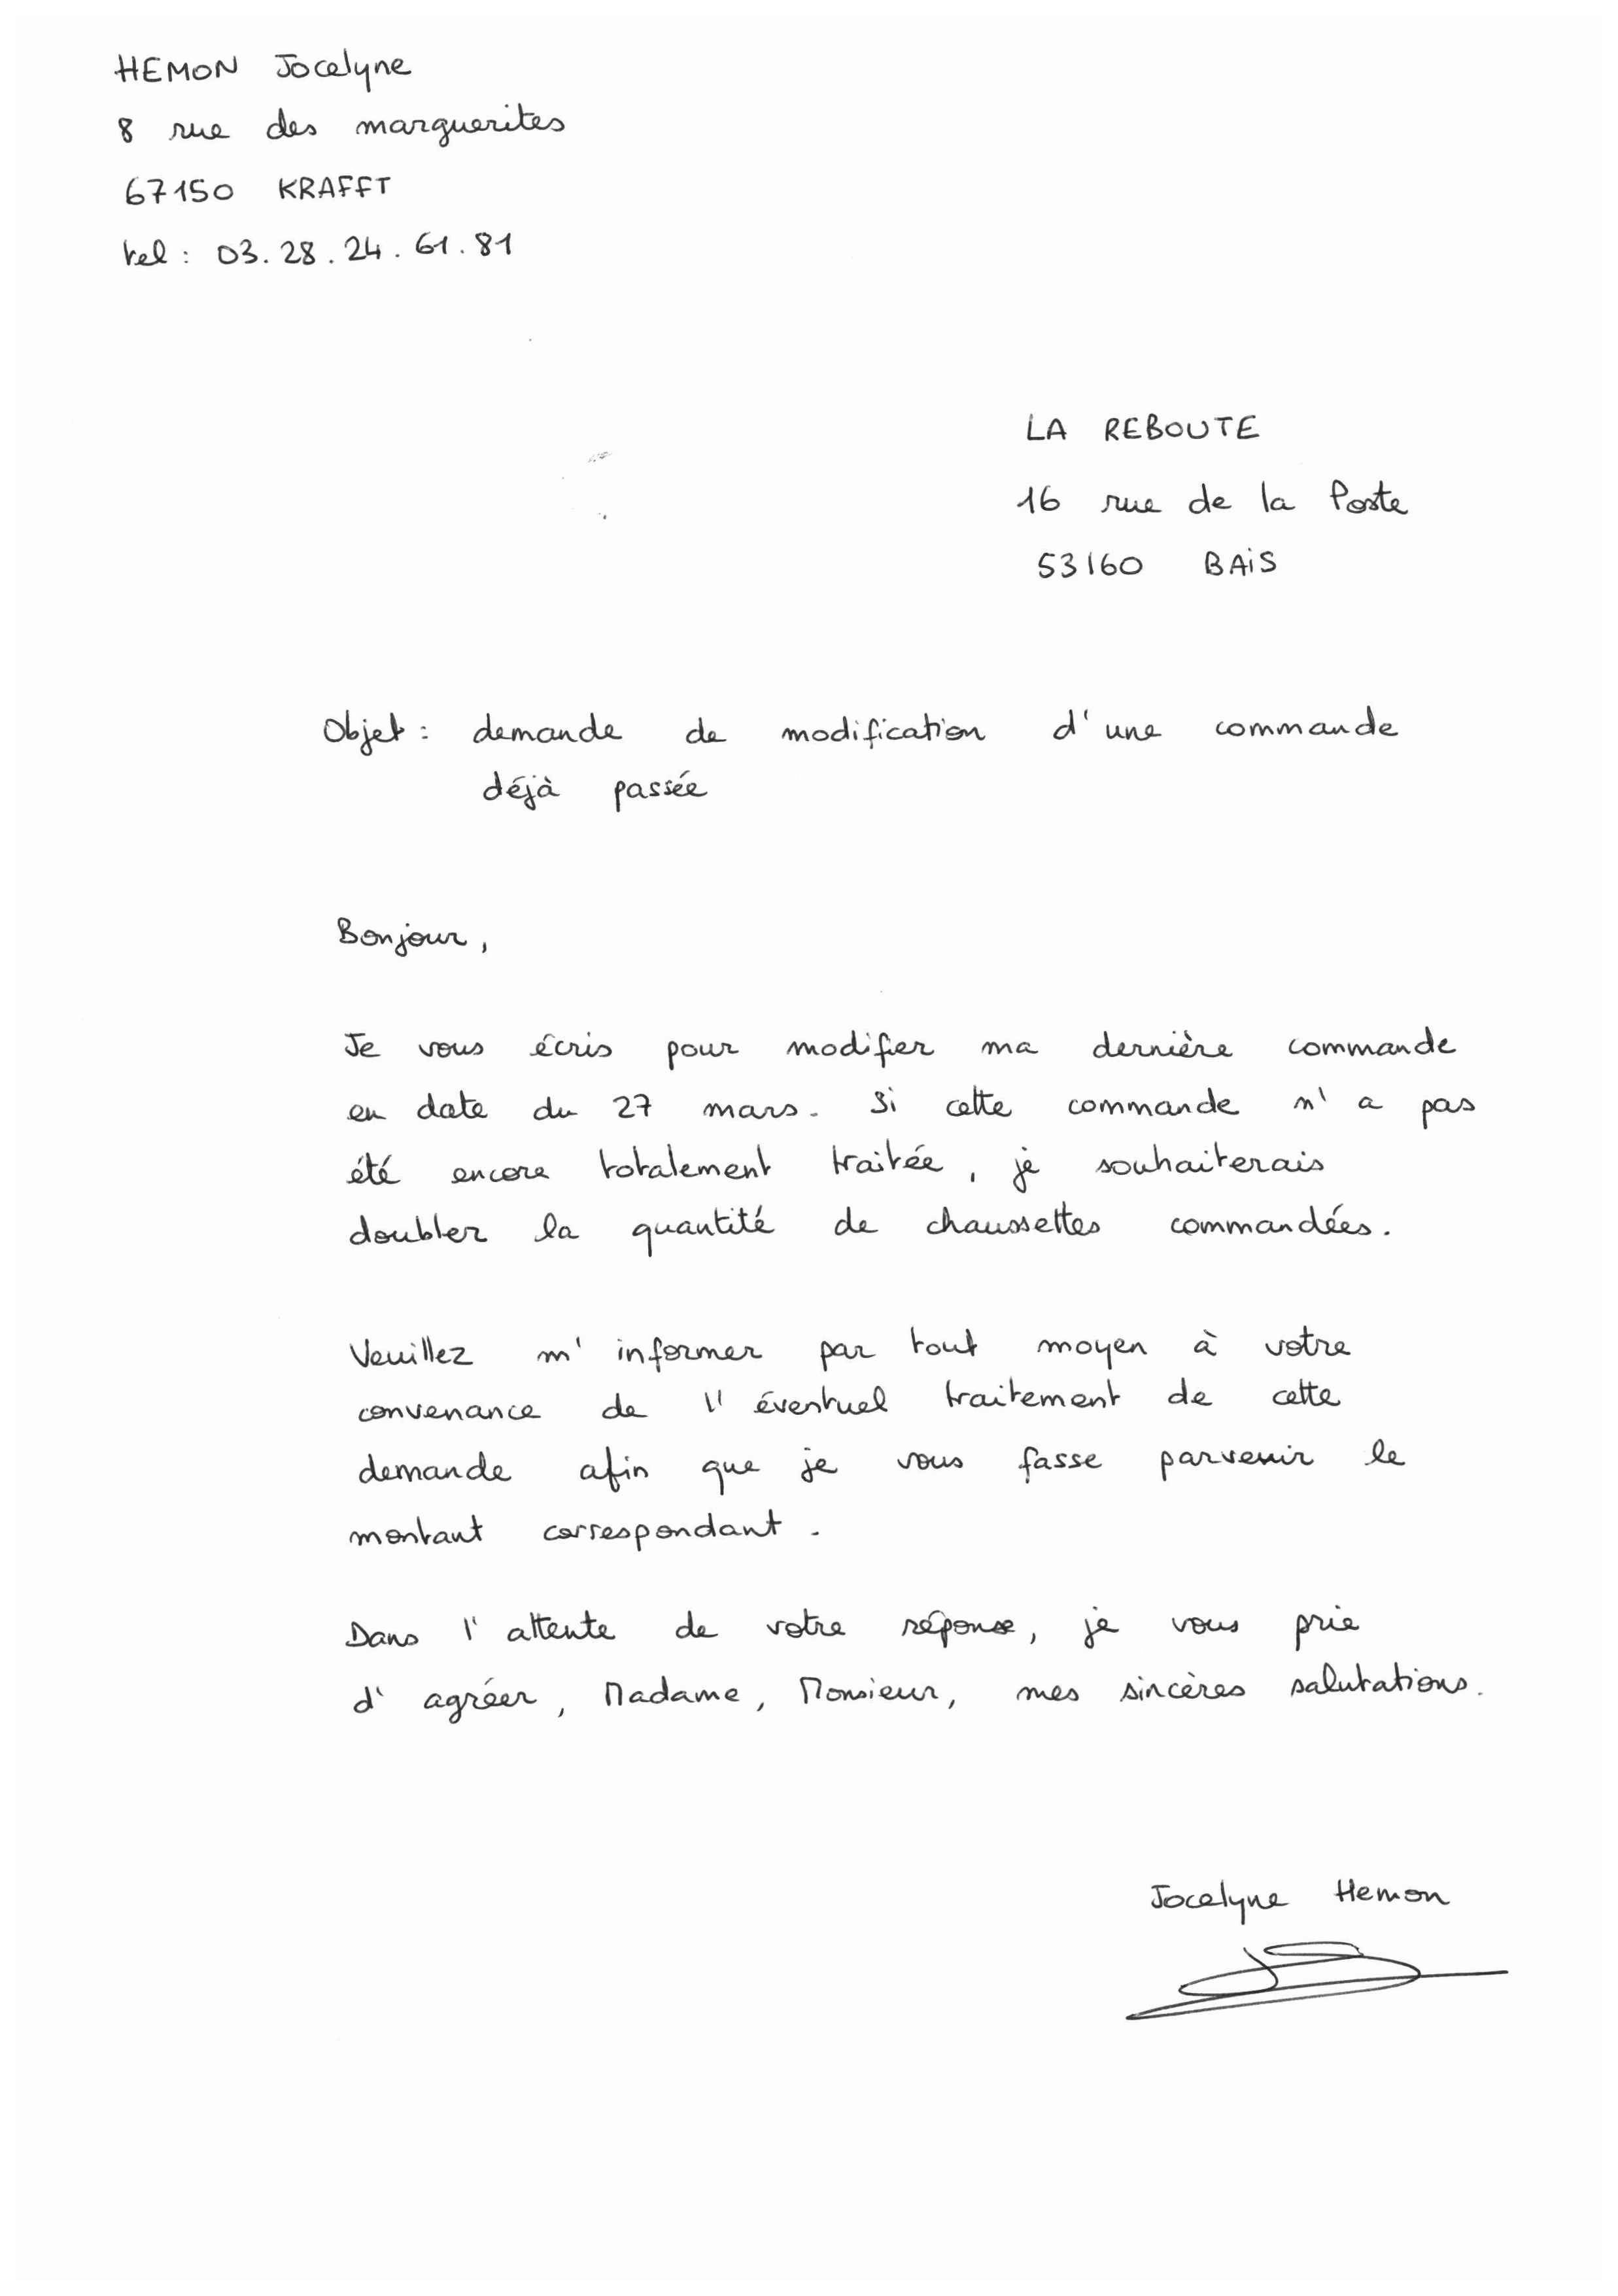 HEMON Jocelyne
8 rue des marguerites
67150 KRAFFT
tel : 03.28.24.61.81
LA REBOUTE
16 rue de la Poste
53160 BAiS
Objet : demande de modification d'une commande
déjà passée
Bonjour,
Je vous écris pour modifier ma dernière commande
en date du 27 mars. Si cette commande n'a pas
été encore totalement traitée, je souhaiterais
doubler la quantité de chaussettes commandées.
Veuillez m'informer par tout moyen à votre
convenance de l'éventuel traitement de cette
demande afin que je vous fasse parvenir le
montant correspondant.
Dans l'attente de votre réponse, je vous prie
d'agréer, Madame, Monsieur, mes sincères salutations.
Jocelyne Hemon